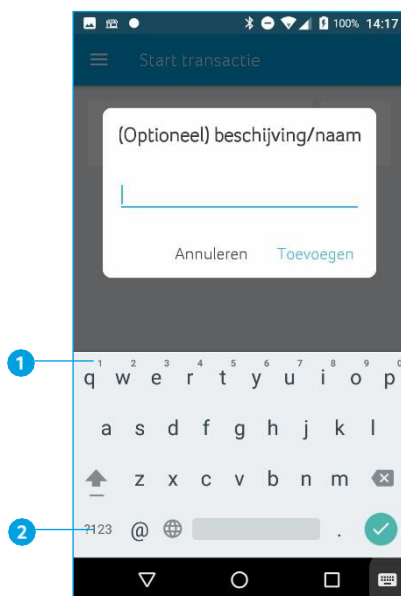 100% 14:17
Start transactie
(Optioneel) beschijving/naam
Annuleren Toevoegen
1
1 2 3 4 5 6 7 8 9 0
q w e r t y u i o p
a s d f g h j k l
z x c v b n m
2
?123 @ .